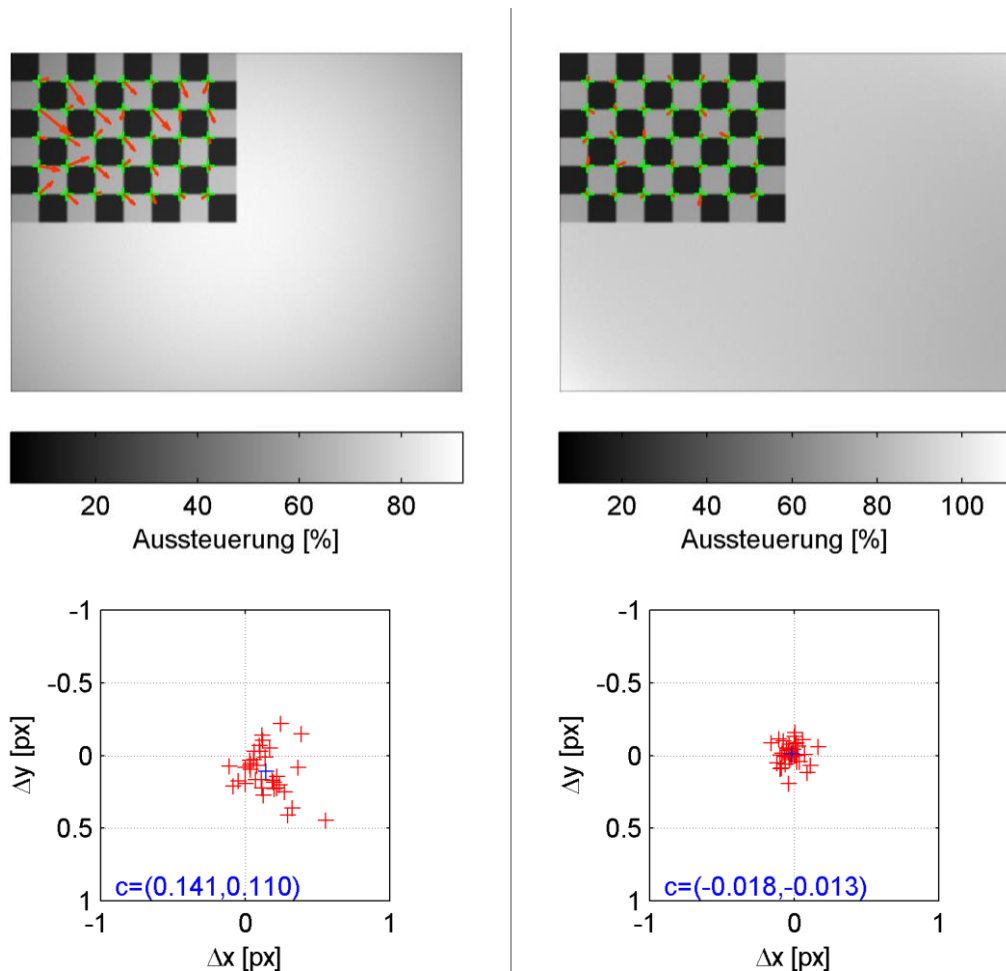 20 40 60 80
Aussteuerung [%]
20 40 60 80 100
Aussteuerung [%]
-1
-0.5
0
0.5
1
Δy [px]
c=(0.141,0.110)
-1 0 1
Δx [px]
-1
-0.5
0
0.5
1
Δy [px]
c=(-0.018,-0.013)
-1 0 1
Δx [px]